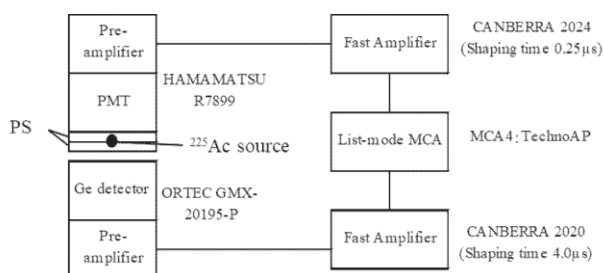 Pre-
amplifier
PMT
HAMAMATSU
R7899
PS
²²⁵Ac source
Ge detector
ORTEC GMX-
20195-P
Pre-
amplifier
Fast Amplifier
CANBERRA 2024
(Shaping time 0.25μs)
List-mode MCA
MCA4:TechnoAP
Fast Amplifier
CANBERRA 2020
(Shaping time 4.0μs)